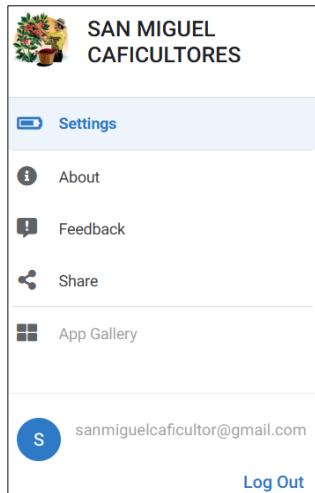 SAN MIGUEL
CAFICULTORES
Settings
About
Feedback
Share
App Gallery
S
sanmiguelcaficultor@gmail.com
Log Out